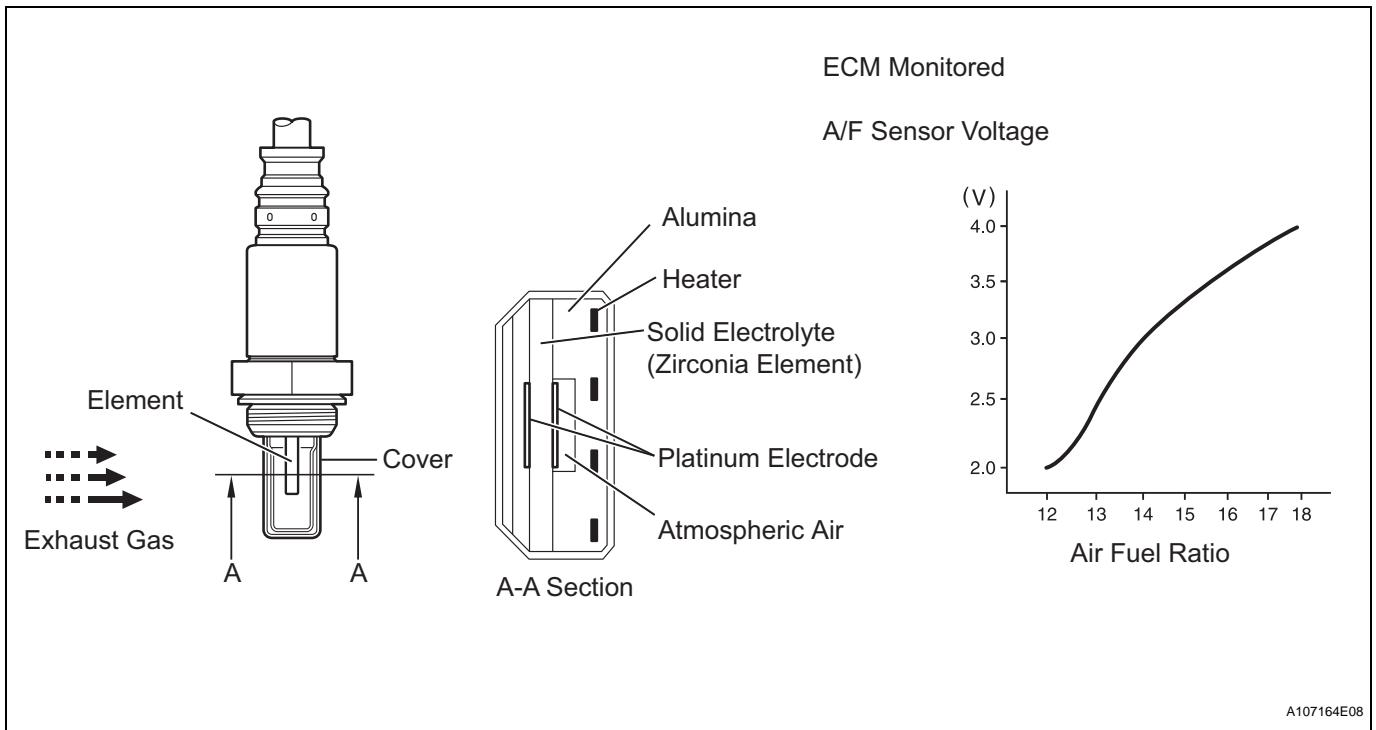 ECM Monitored
A/F Sensor Voltage
Element
Cover
Exhaust Gas
A
A
Alumina
Heater
Solid Electrolyte
(Zirconia Element)
Platinum Electrode
Atmospheric Air
A-A Section
(V)
4.0
3.5
3.0
2.5
2.0
12 13 14 15 16 17 18
Air Fuel Ratio
A107164E08